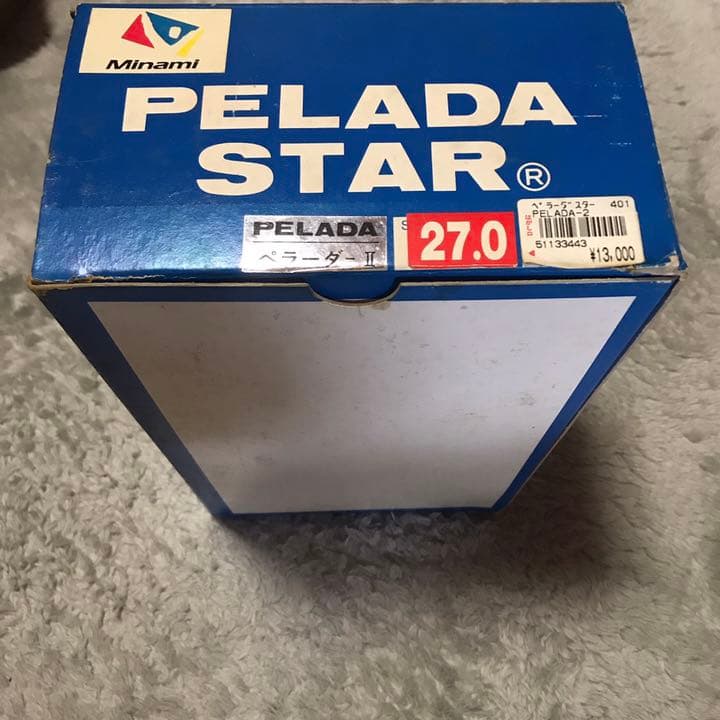 Minami
PELADA
STAR®
PELADA
ペラーダーⅡ
S
27.0
ペラーダスター 401
PELADA-2
51133443
¥13,000